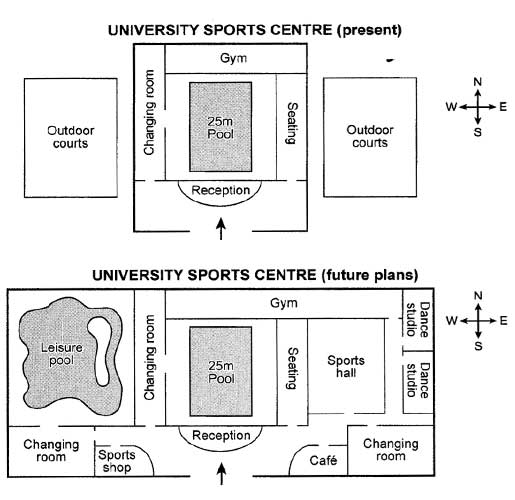 UNIVERSITY SPORTS CENTRE (present)
Gym
Changing room
25m
Pool
Seating
Outdoor
courts
Outdoor
courts
Reception
N
W
E
S
UNIVERSITY SPORTS CENTRE (future plans)
Gym
Leisure
pool
Changing room
25m
Pool
Seating
Sports
hall
Dance
studio
Dance
studio
Reception
Changing
room
Sports
shop
Café
Changing
room
N
W
E
S